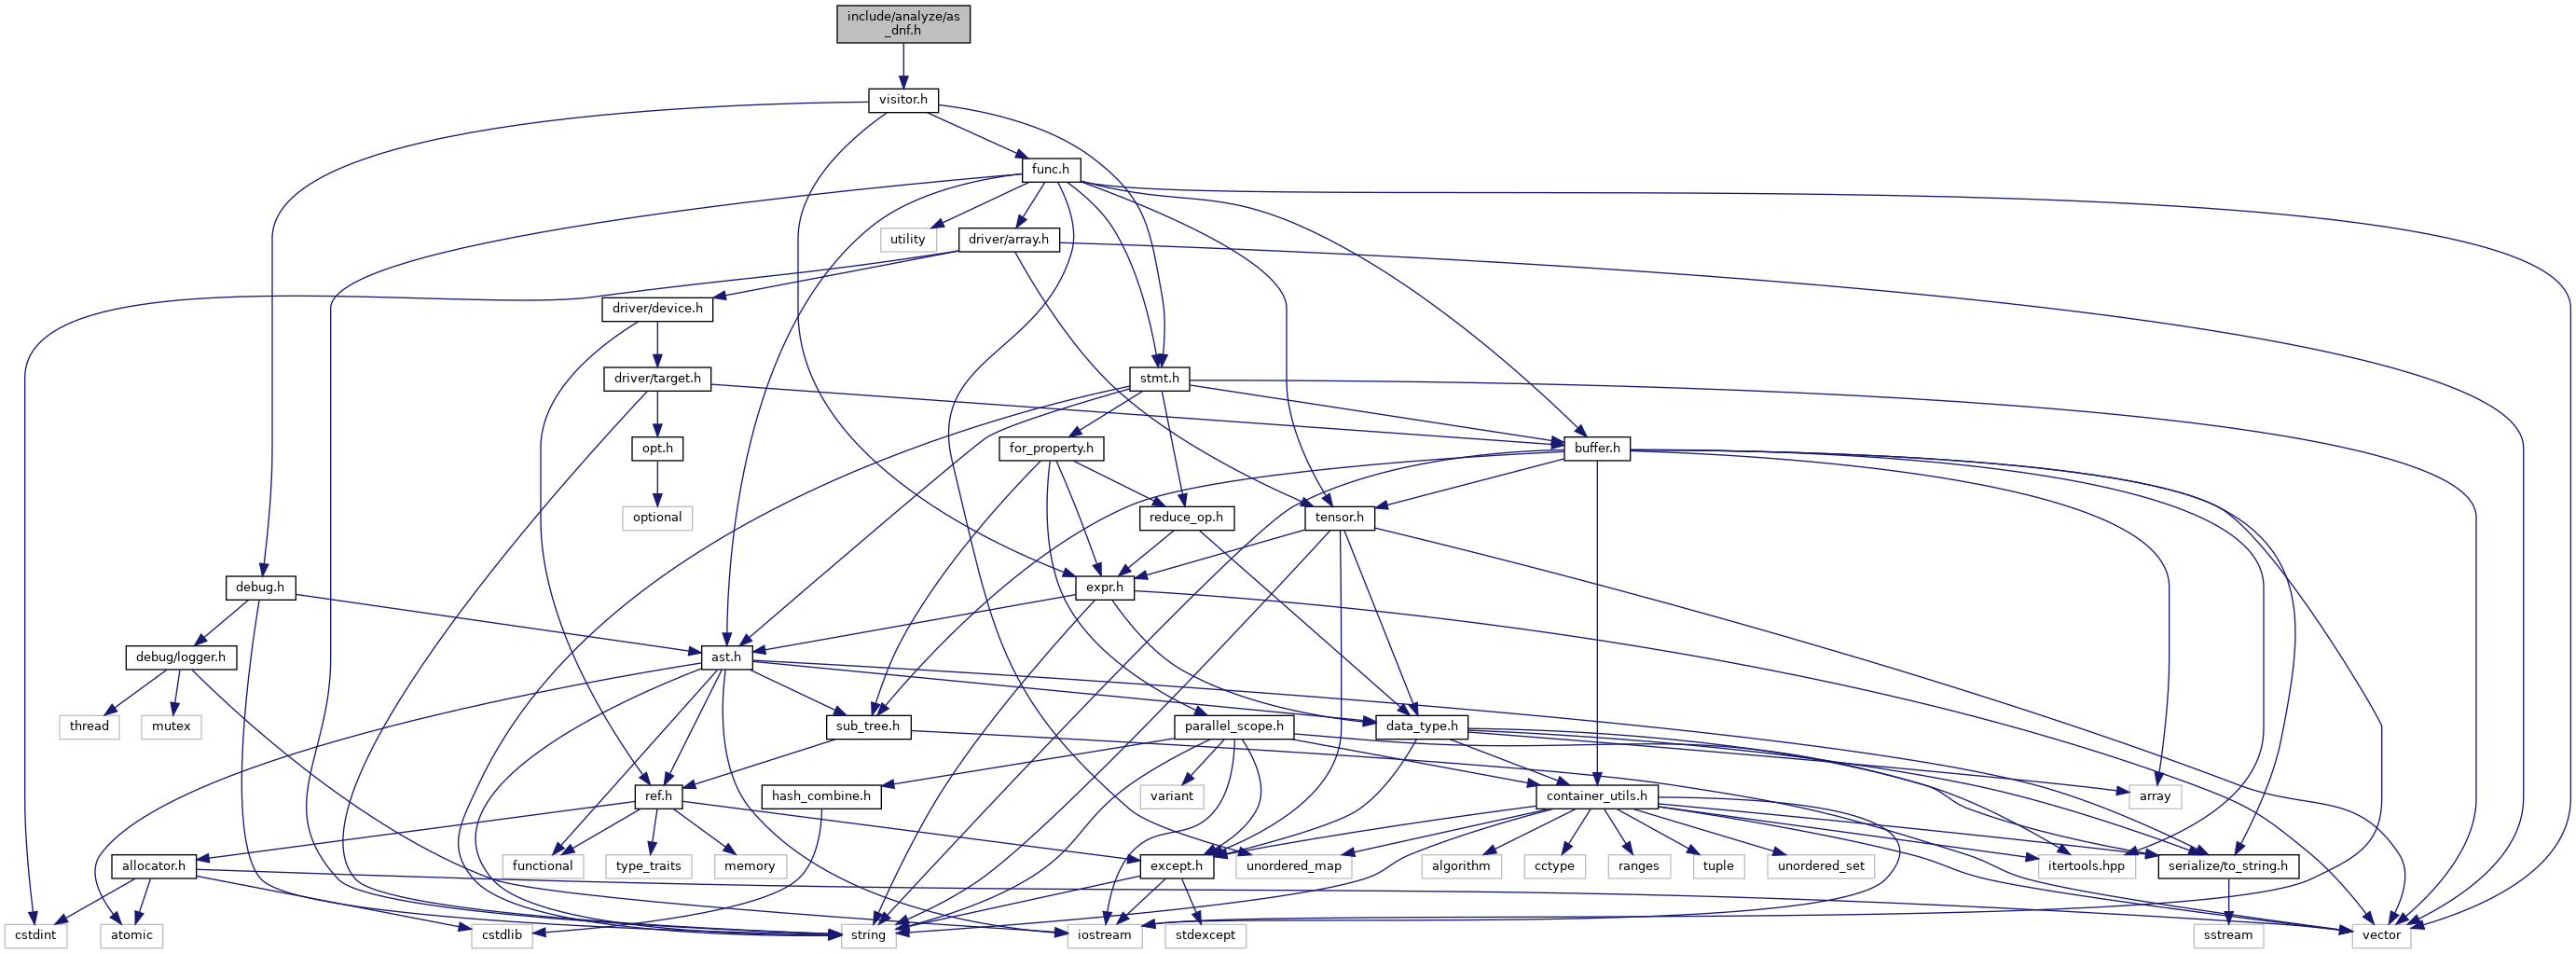 include/analyze/as
_dnf.h
visitor.h
func.h
utility
driver/array.h
driver/device.h
driver/target.h
stmt.h
opt.h
for_property.h
buffer.h
optional
reduce_op.h
tensor.h
debug.h
expr.h
debug/logger.h
ast.h
thread
mutex
sub_tree.h
parallel_scope.h
data_type.h
ref.h
hash_combine.h
variant
container_utils.h
array
allocator.h
functional
type_traits
memory
except.h
unordered_map
algorithm
cctype
ranges
tuple
unordered_set
itertools.hpp
serialize/to_string.h
cstdint
atomic
cstdlib
string
iostream
stdexcept
sstream
vector